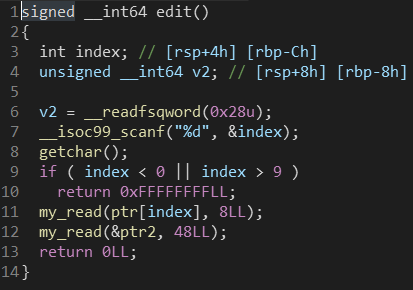 1 signed __int64 edit()
2 {
3   int index; // [rsp+4h] [rbp-Ch]
4   unsigned __int64 v2; // [rsp+8h] [rbp-8h]
5
6   v2 = __readfsqword(0x28u);
7   __isoc99_scanf("%d", &index);
8   getchar();
9   if ( index < 0 || index > 9 )
10     return 0xFFFFFFFFLL;
11   my_read(ptr[index], 8LL);
12   my_read(&ptr2, 48LL);
13   return 0LL;
14 }